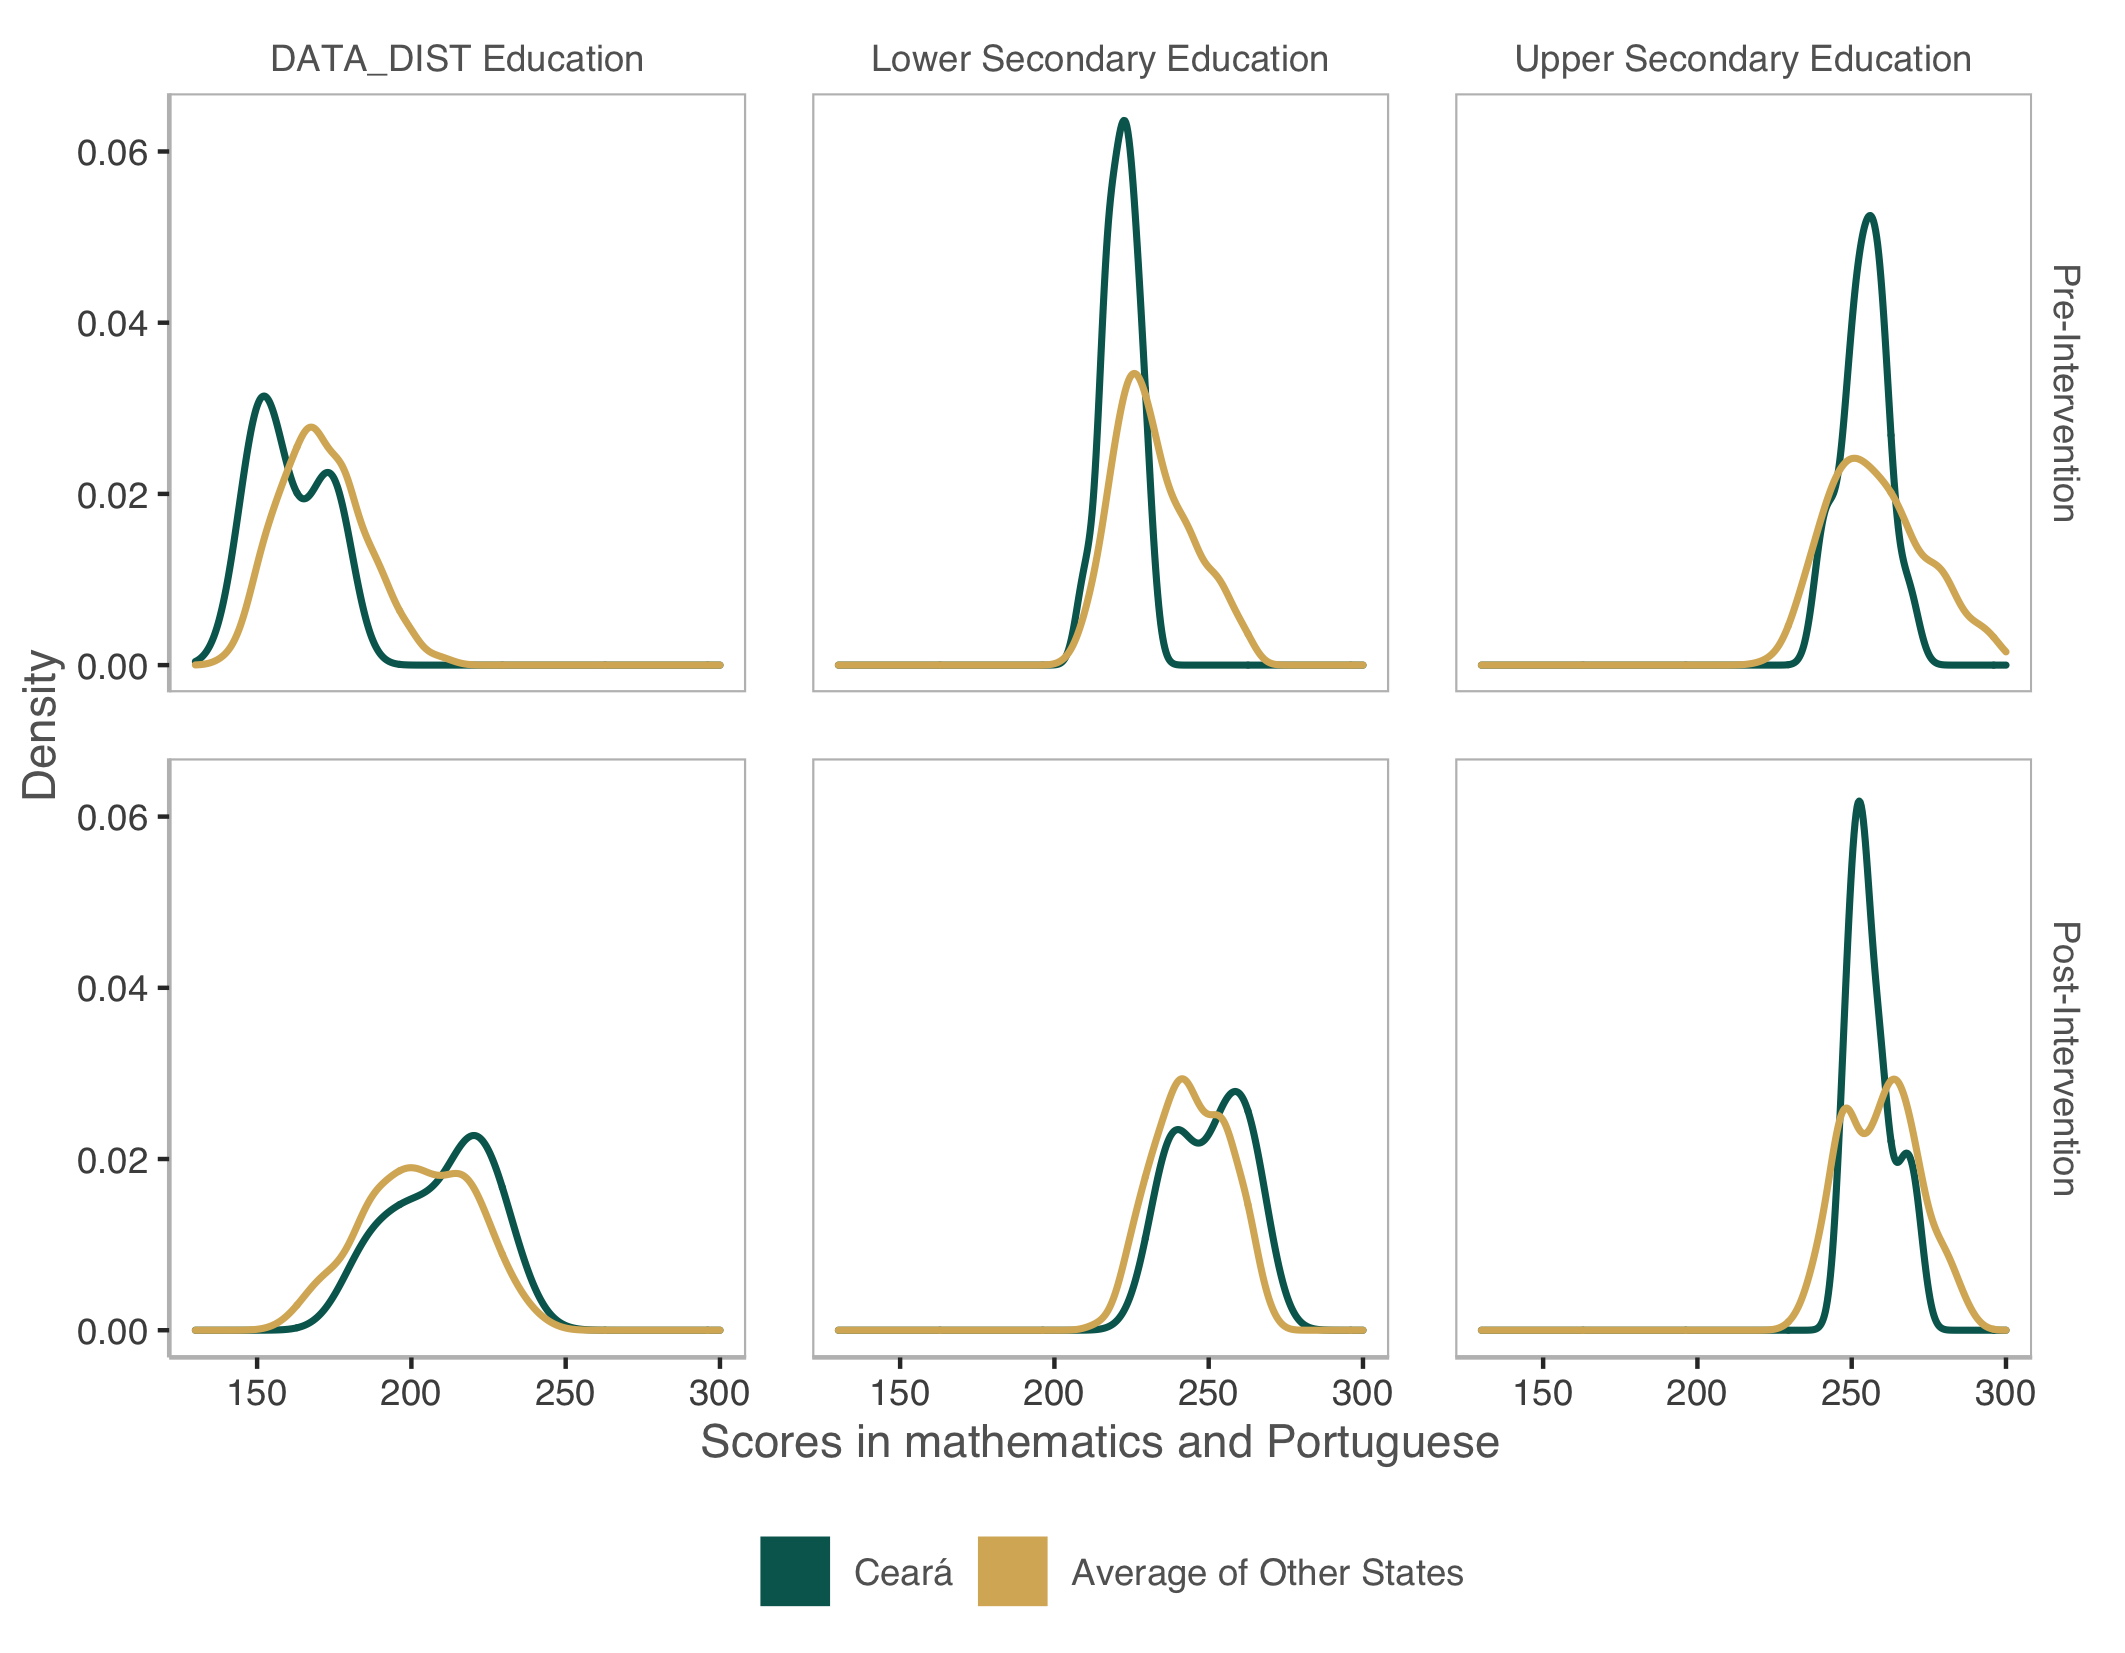 DATA_DIST Education
Lower Secondary Education
Upper Secondary Education
0.06
0.04
0.02
0.00
Pre-Intervention
Density
0.06
0.04
0.02
0.00
Post-Intervention
150 200 250 300
150 200 250 300
150 200 250 300
Scores in mathematics and Portuguese
Ceará
Average of Other States